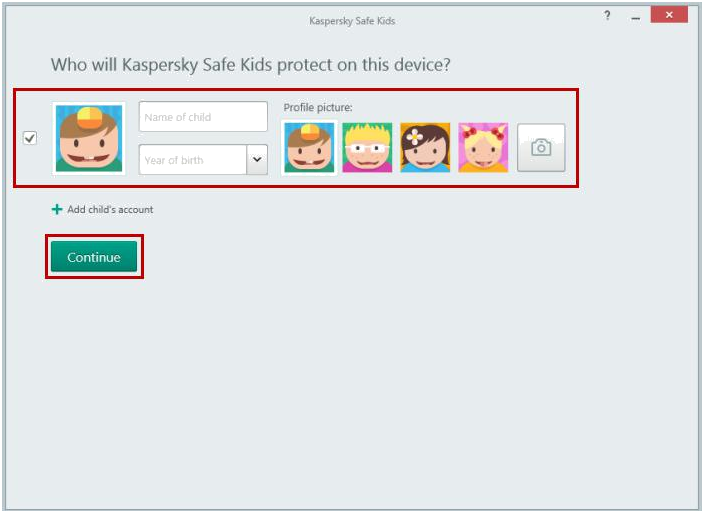 Kaspersky Safe Kids
?
Who will Kaspersky Safe Kids protect on this device?
Name of child
Profile picture:
Year of birth
+ Add child's account
Continue